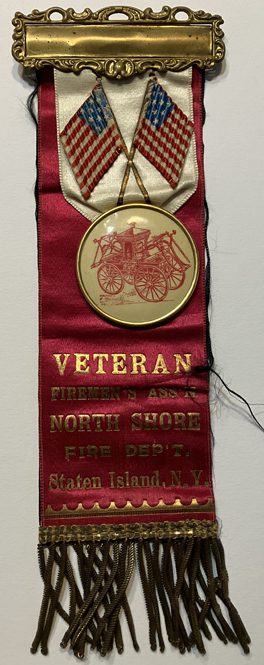 VETERAN
FIREMEN'S ASS'N
NORTH SHORE
FIRE DEP'T.
Staten Island, N.Y.